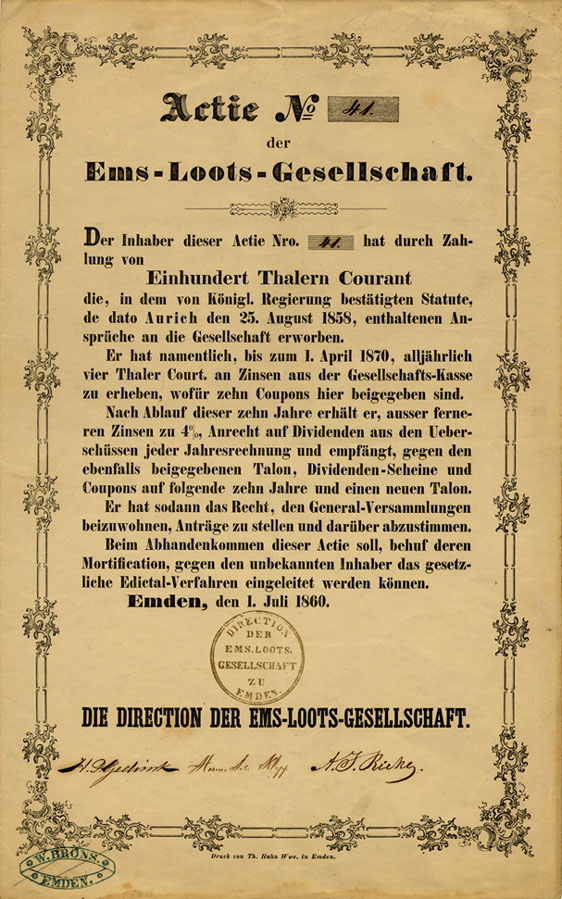 Actie No 41.
der
Ems-Loots-Gesellschaft.
Der Inhaber dieser Actie Nro. 41. hat durch Zah-
lung von
Einhundert Thalern Courant
die, in dem von Königl. Regierung bestätigten Statute,
de dato Aurich den 25. August 1858, enthaltenen An-
sprüche an die Gesellschaft erworben.
Er hat namentlich, bis zum 1. April 1870, alljährlich
vier Thaler Court. an Zinsen aus der Gesellschafts-Kasse
zu erheben, wofür zehn Coupons hier beigegeben sind.
Nach Ablauf dieser zehn Jahre erhält er, ausser ferne-
ren Zinsen zu 4%, Anrecht auf Dividenden aus den Ueber-
schüssen jeder Jahresrechnung und empfängt, gegen den
ebenfalls beigegebenen Talon, Dividenden-Scheine und
Coupons auf folgende zehn Jahre und einen neuen Talon.
Er hat sodann das Recht, den General-Versammlungen
beizuwohnen, Anträge zu stellen und darüber abzustimmen.
Beim Abhandenkommen dieser Actie soll, behuf deren
Mortification, gegen den unbekannten Inhaber das gesetz-
liche Edictal-Verfahren eingeleitet werden können.
Emden, den 1. Juli 1860.
DIRECTION
DER
EMS.LOOTS.
GESELLSCHAFT
ZU
EMDEN.
DIE DIRECTION DER EMS-LOOTS-GESELLSCHAFT.
W. BRONS.
EMDEN.
Druck von Th. Hahn Wwe. in Emden.